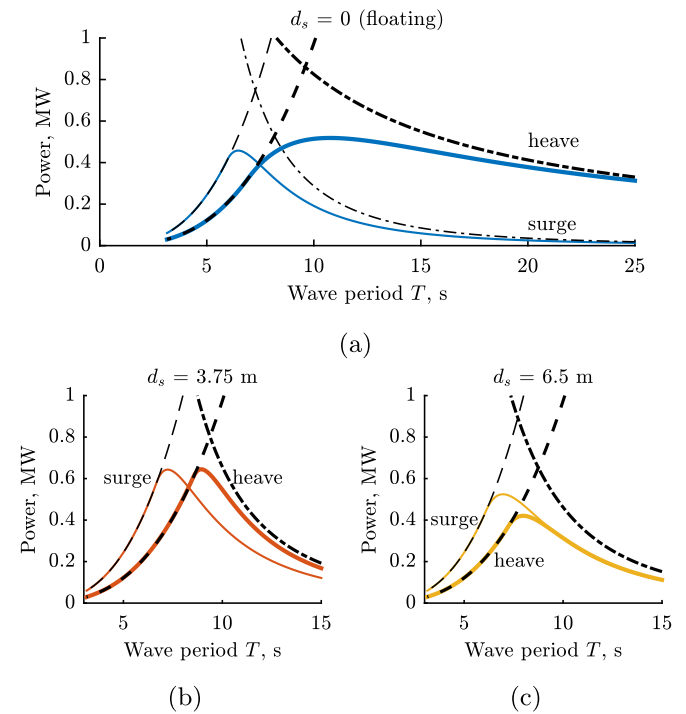 d_s = 0 (floating)
1
0.8
0.6
0.4
0.2
0
Power, MW
heave
surge
0 5 10 15 20 25
Wave period T, s
(a)
d_s = 3.75 m
1
0.8
0.6
0.4
0.2
0
Power, MW
surge
heave
5 10 15
Wave period T, s
(b)
d_s = 6.5 m
1
0.8
0.6
0.4
0.2
0
Power, MW
surge
heave
5 10 15
Wave period T, s
(c)